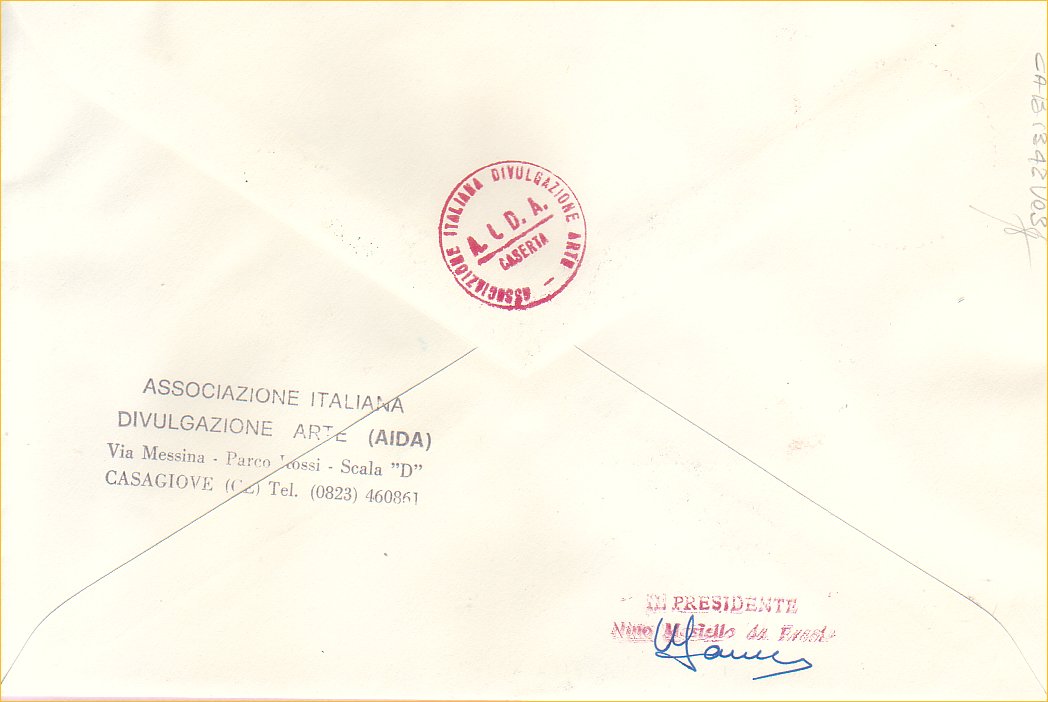 ASSOCIAZIONE ITALIANA DIVULGAZIONE ARTE —
A. I. D. A.
CASERTA
ASSOCIAZIONE ITALIANA
DIVULGAZIONE ARTE (AIDA)
Via Messina - Parco Rossi - Scala "D"
CASAGIOVE (CE) Tel. (0823) 460861
IL PRESIDENTE
Nino